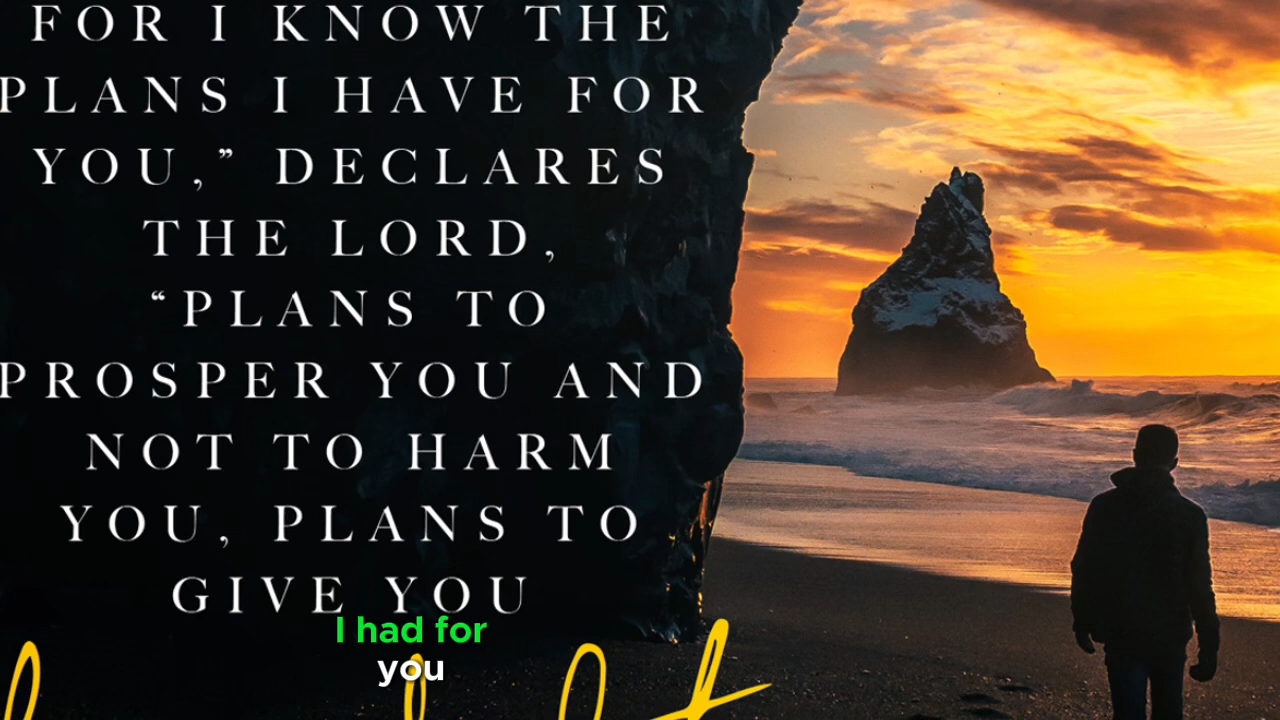 FOR I KNOW THE
PLANS I HAVE FOR
YOU,” DECLARES
THE LORD,
“PLANS TO
PROSPER YOU AND
NOT TO HARM
YOU, PLANS TO
GIVE YOU
I had for
you